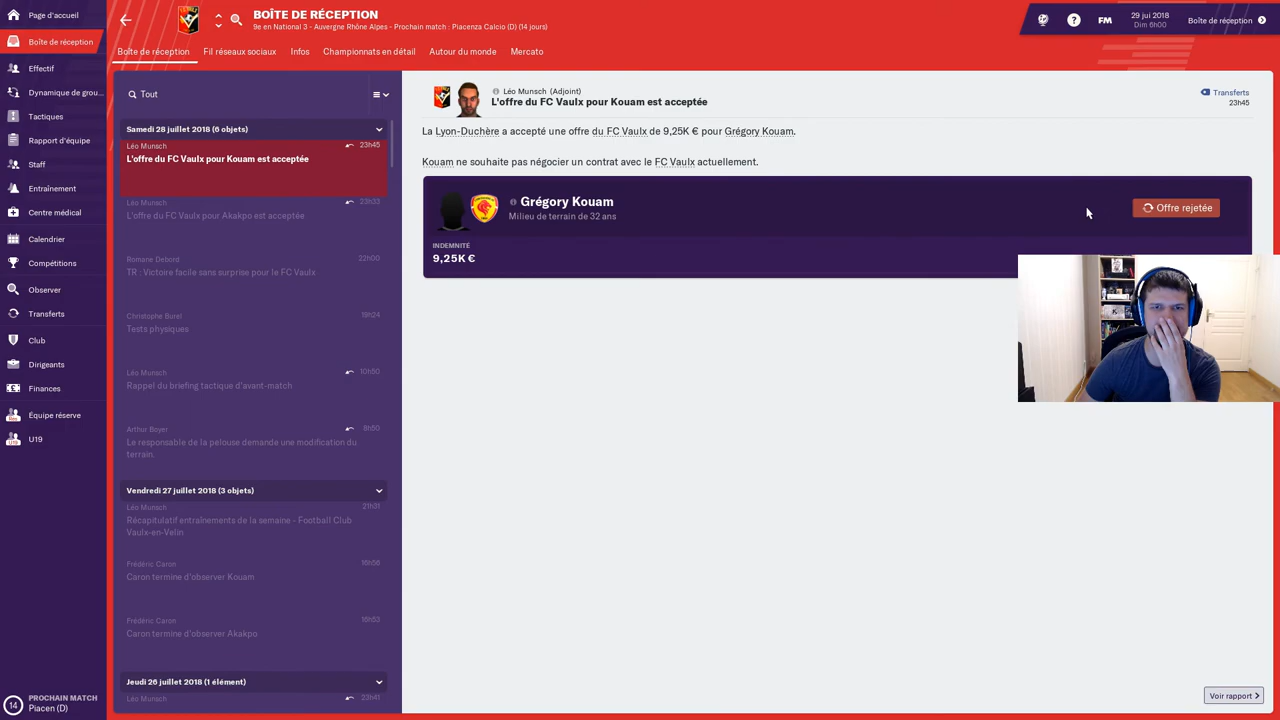 Page d'accueil
Boîte de réception
Effectif
Dynamique de grou...
Tactiques
Rapport d'équipe
Staff
Entraînement
Centre médical
Calendrier
Compétitions
Observer
Transferts
Club
Dirigeants
Finances
Équipe réserve
U19
14
PROCHAIN MATCH
Piacen (D)
BOÎTE DE RÉCEPTION
9e en National 3 - Auvergne Rhône Alpes - Prochain match : Piacenza Calcio (D) (14 jours)
?
FM
29 jui 2018
Dim 6h00
Boîte de réception
Boîte de réception
Fil réseaux sociaux
Infos
Championnats en détail
Autour du monde
Mercato
Tout
Samedi 28 juillet 2018 (6 objets)
Léo Munsch 23h45
L'offre du FC Vaulx pour Kouam est acceptée
Léo Munsch 23h33
L'offre du FC Vaulx pour Akakpo est acceptée
Romane Debord 22h00
TR : Victoire facile sans surprise pour le FC Vaulx
Christophe Burel 19h24
Tests physiques
Léo Munsch 10h50
Rappel du briefing tactique d'avant-match
Arthur Boyer 8h50
Le responsable de la pelouse demande une modification du
terrain.
Vendredi 27 juillet 2018 (3 objets)
Léo Munsch 21h31
Récapitulatif entraînements de la semaine - Football Club
Vaulx-en-Velin
Frédéric Caron 16h56
Caron termine d'observer Kouam
Frédéric Caron 16h53
Caron termine d'observer Akakpo
Jeudi 26 juillet 2018 (1 élément)
Léo Munsch 23h41
Léo Munsch (Adjoint)
L'offre du FC Vaulx pour Kouam est acceptée
Transferts
23h45
La Lyon-Duchère a accepté une offre du FC Vaulx de 9,25K € pour Grégory Kouam.
Kouam ne souhaite pas négocier un contrat avec le FC Vaulx actuellement.
Grégory Kouam
Milieu de terrain de 32 ans
Offre rejetée
INDEMNITÉ
9,25K €
Voir rapport